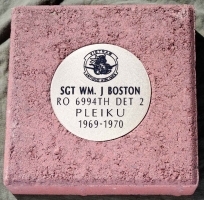 SGT WM. J BOSTON
RO 6994TH DET 2
PLEIKU
1969-1970